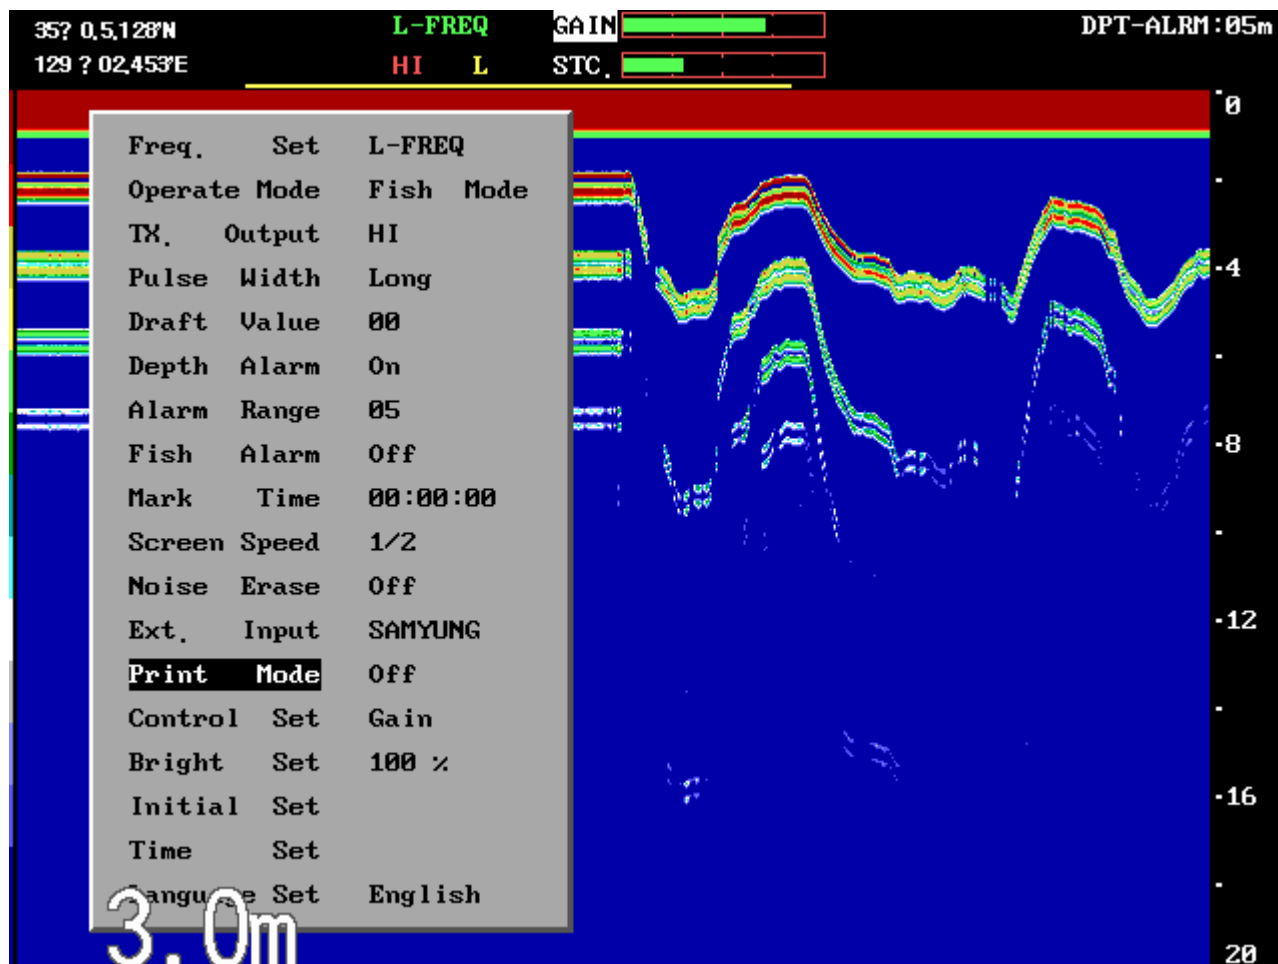 35? 0,5,128'N L-FREQ GAIN DPT-ALRM:05m
129 ? 02,453'E HI L STC.
0
Freq. Set L-FREQ
Operate Mode Fish Mode
TX. Output HI
-4
Pulse Width Long
Draft Value 00
Depth Alarm On
Alarm Range 05
-8
Fish Alarm Off
Mark Time 00:00:00
Screen Speed 1/2
Noise Erase Off
-12
Ext. Input SAMYUNG
Print Mode Off
Control Set Gain
Bright Set 100 %
-16
Initial Set
Time Set
Language Set English
3.0m
20